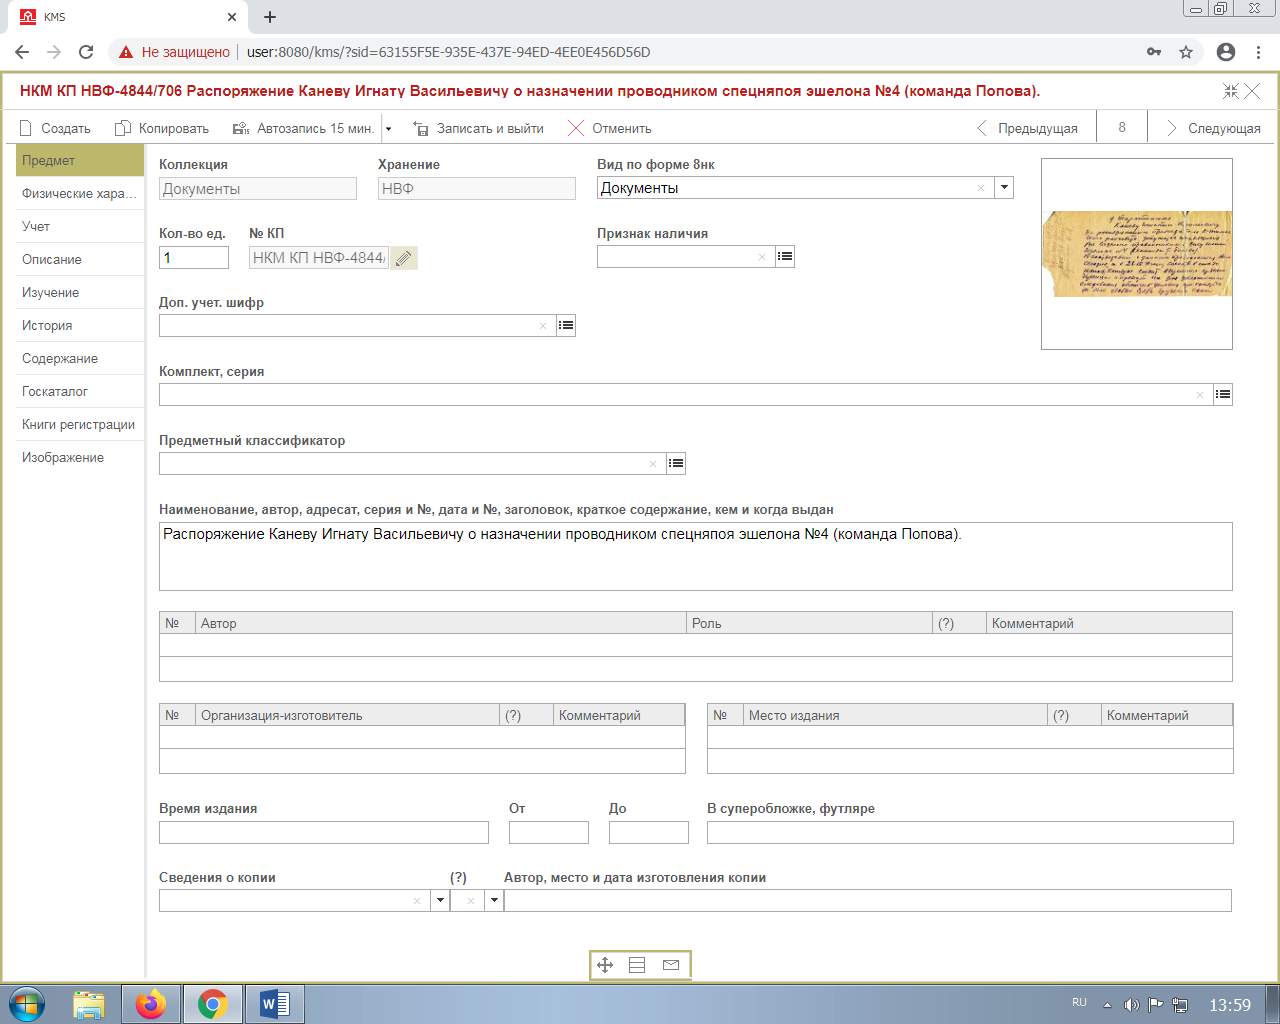 KMS
Не защищено
user:8080/kms/?sid=63155F5E-935E-437E-94ED-4EE0E456D56D
НКМ КП НВФ-4844/706 Распоряжение Каневу Игнату Васильевичу о назначении проводником спецняпоя эшелона №4 (команда Попова).
Создать
Копировать
Автозапись 15 мин.
Записать и выйти
Отменить
Предыдущая
8
Следующая
Предмет
Физические хара...
Учет
Описание
Изучение
История
Содержание
Госкаталог
Книги регистрации
Изображение
Коллекция
Хранение
Вид по форме 8нк
Документы
НВФ
Документы
Кол-во ед.
№ КП
Признак наличия
1
НКМ КП НВФ-4844/
Доп. учет. шифр
Комплект, серия
Предметный классификатор
Наименование, автор, адресат, серия и №, дата и №, заголовок, краткое содержание, кем и когда выдан
Распоряжение Каневу Игнату Васильевичу о назначении проводником спецняпоя эшелона №4 (команда Попова).
№ Автор Роль (?) Комментарий
№ Организация-изготовитель (?) Комментарий
№ Место издания (?) Комментарий
Время издания
От
До
В суперобложке, футляре
Сведения о копии
(?)
Автор, место и дата изготовления копии
RU
13:59